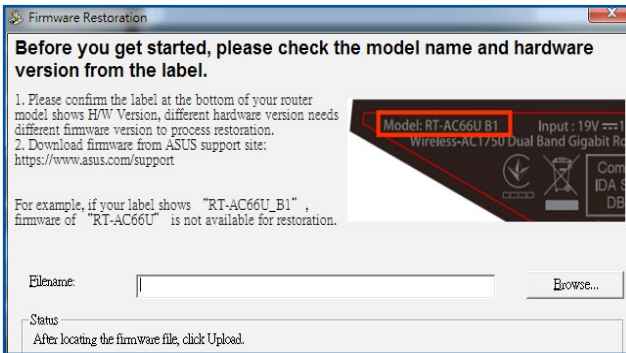 Firmware Restoration
Before you get started, please check the model name and hardware
version from the label.
1. Please confirm the label at the bottom of your router
model shows H/W Version, different hardware version needs
different firmware version to process restoration.
2. Download firmware from ASUS support site:
https://www.asus.com/support
For example, if your label shows “RT-AC66U_B1”,
firmware of “RT-AC66U” is not available for restoration.
Model: RT-AC66U B1 Input : 19V
Wireless-AC1750 Dual Band Gigabit
Com
IDA
DB
Filename:
Browse...
Status
After locating the firmware file, click Upload.